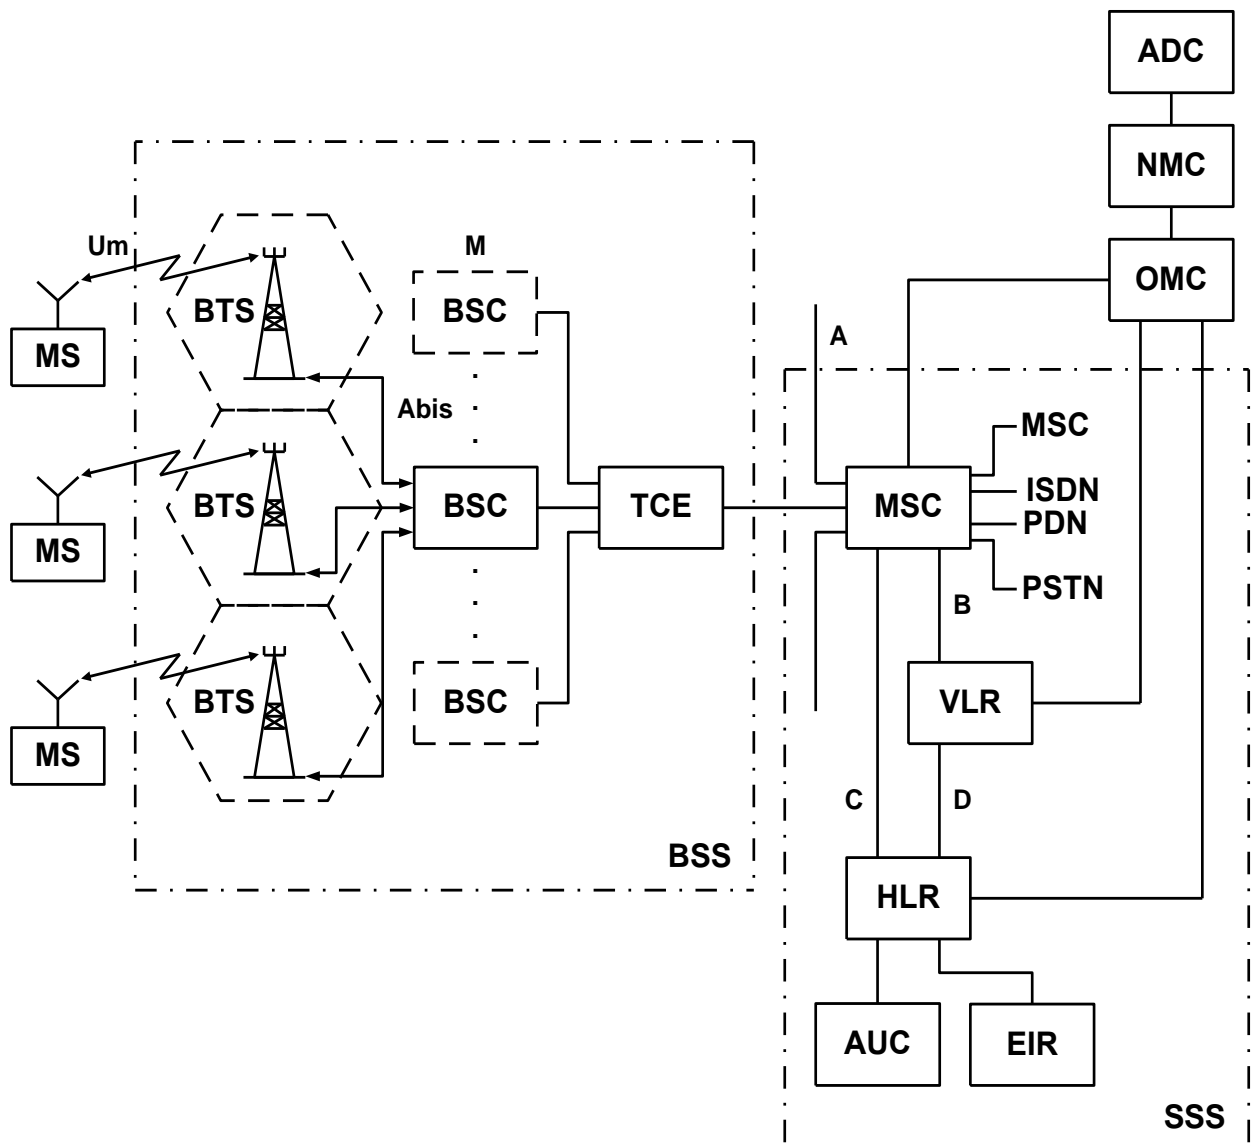 ADC
NMC
OMC
Um
M
BTS
BSC
MS
A
Abis
MSC
BTS
BSC
TCE
MSC
ISDN
PDN
MS
PSTN
B
BTS
BSC
VLR
MS
C
D
BSS
HLR
AUC
EIR
SSS